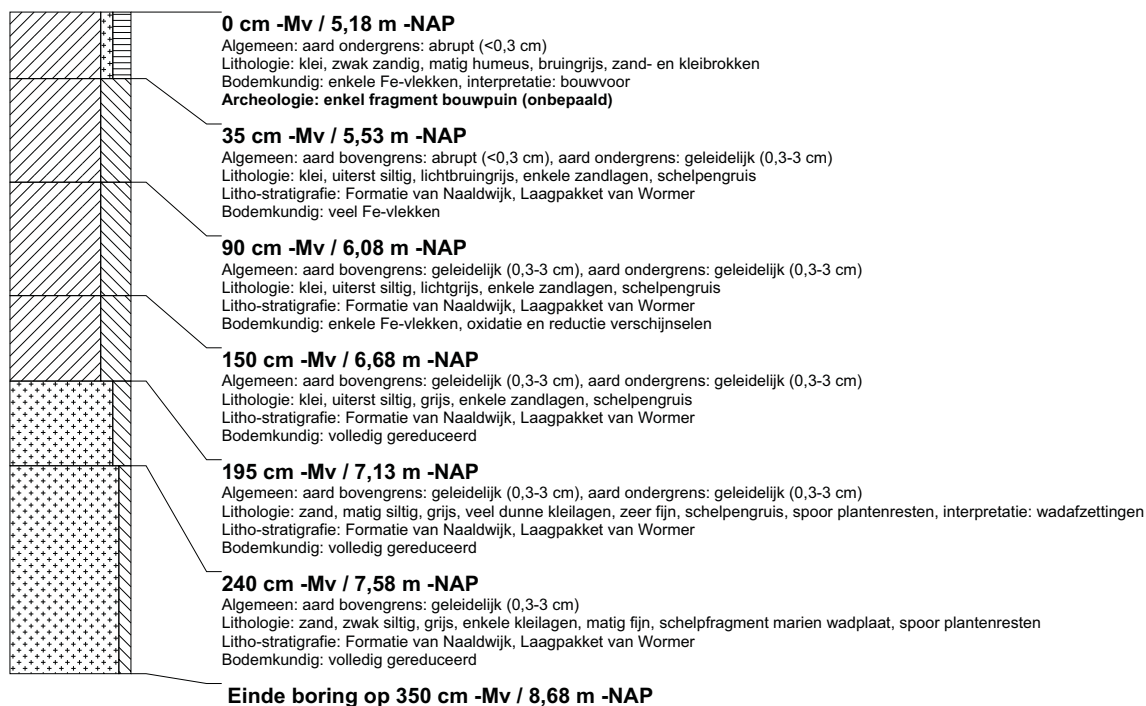 0 cm -Mv / 5,18 m -NAP
Algemeen: aard ondergrens: abrupt (<0,3 cm)
Lithologie: klei, zwak zandig, matig humeus, bruingrijs, zand- en kleibrokken
Bodemkundig: enkele Fe-vlekken, interpretatie: bouwvoor
Archeologie: enkel fragment bouwpuin (onbepaald)
35 cm -Mv / 5,53 m -NAP
Algemeen: aard bovengrens: abrupt (<0,3 cm), aard ondergrens: geleidelijk (0,3-3 cm)
Lithologie: klei, uiterst siltig, lichtbruingrijs, enkele zandlagen, schelpengruis
Litho-stratigrafie: Formatie van Naaldwijk, Laagpakket van Wormer
Bodemkundig: veel Fe-vlekken
90 cm -Mv / 6,08 m -NAP
Algemeen: aard bovengrens: geleidelijk (0,3-3 cm), aard ondergrens: geleidelijk (0,3-3 cm)
Lithologie: klei, uiterst siltig, lichtgrijs, enkele zandlagen, schelpengruis
Litho-stratigrafie: Formatie van Naaldwijk, Laagpakket van Wormer
Bodemkundig: enkele Fe-vlekken, oxidatie en reductie verschijnselen
150 cm -Mv / 6,68 m -NAP
Algemeen: aard bovengrens: geleidelijk (0,3-3 cm), aard ondergrens: geleidelijk (0,3-3 cm)
Lithologie: klei, uiterst siltig, grijs, enkele zandlagen, schelpengruis
Litho-stratigrafie: Formatie van Naaldwijk, Laagpakket van Wormer
Bodemkundig: volledig gereduceerd
195 cm -Mv / 7,13 m -NAP
Algemeen: aard bovengrens: geleidelijk (0,3-3 cm), aard ondergrens: geleidelijk (0,3-3 cm)
Lithologie: zand, matig siltig, grijs, veel dunne kleilagen, zeer fijn, schelpengruis, spoor plantenresten, interpretatie: wadafzettingen
Litho-stratigrafie: Formatie van Naaldwijk, Laagpakket van Wormer
Bodemkundig: volledig gereduceerd
240 cm -Mv / 7,58 m -NAP
Algemeen: aard bovengrens: geleidelijk (0,3-3 cm)
Lithologie: zand, zwak siltig, grijs, enkele kleilagen, matig fijn, schelpfragment marien wadplaat, spoor plantenresten
Litho-stratigrafie: Formatie van Naaldwijk, Laagpakket van Wormer
Bodemkundig: volledig gereduceerd
Einde boring op 350 cm -Mv / 8,68 m -NAP